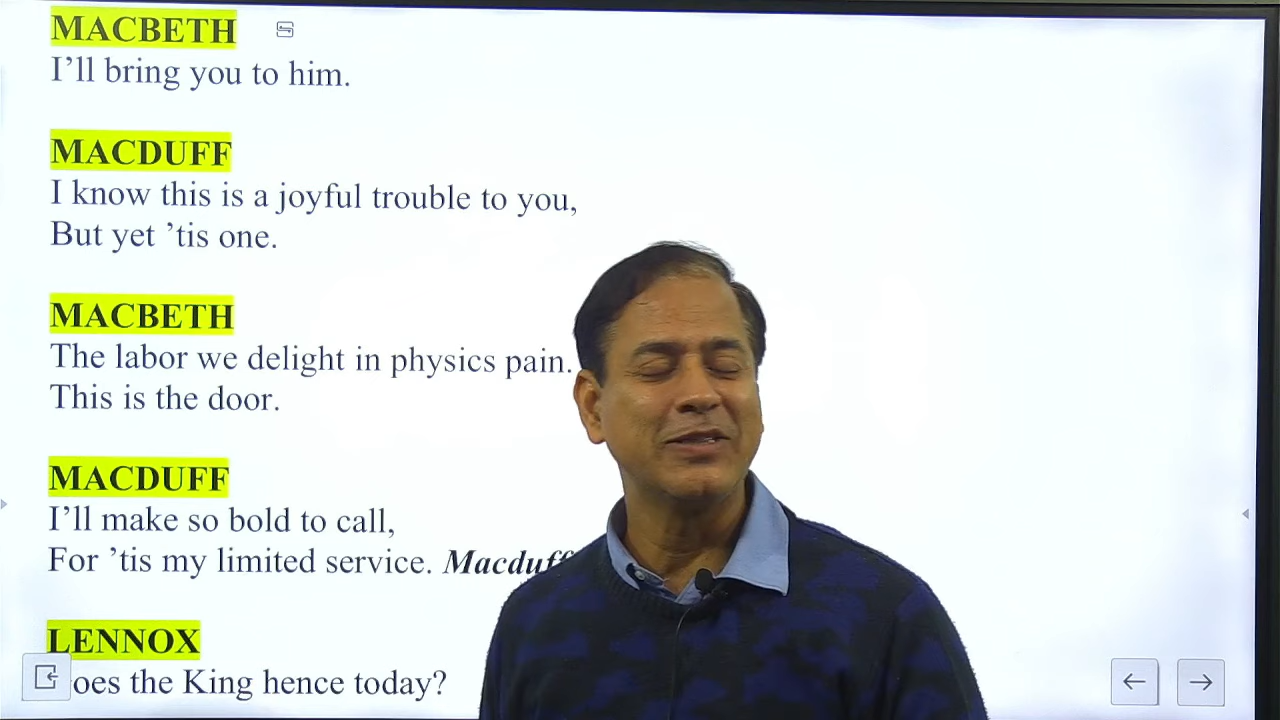 MACBETH
I’ll bring you to him.
MACDUFF
I know this is a joyful trouble to you,
But yet ’tis one.
MACBETH
The labor we delight in physics pain.
This is the door.
MACDUFF
I’ll make so bold to call,
For ’tis my limited service. Macduff
LENNOX
oes the King hence today?